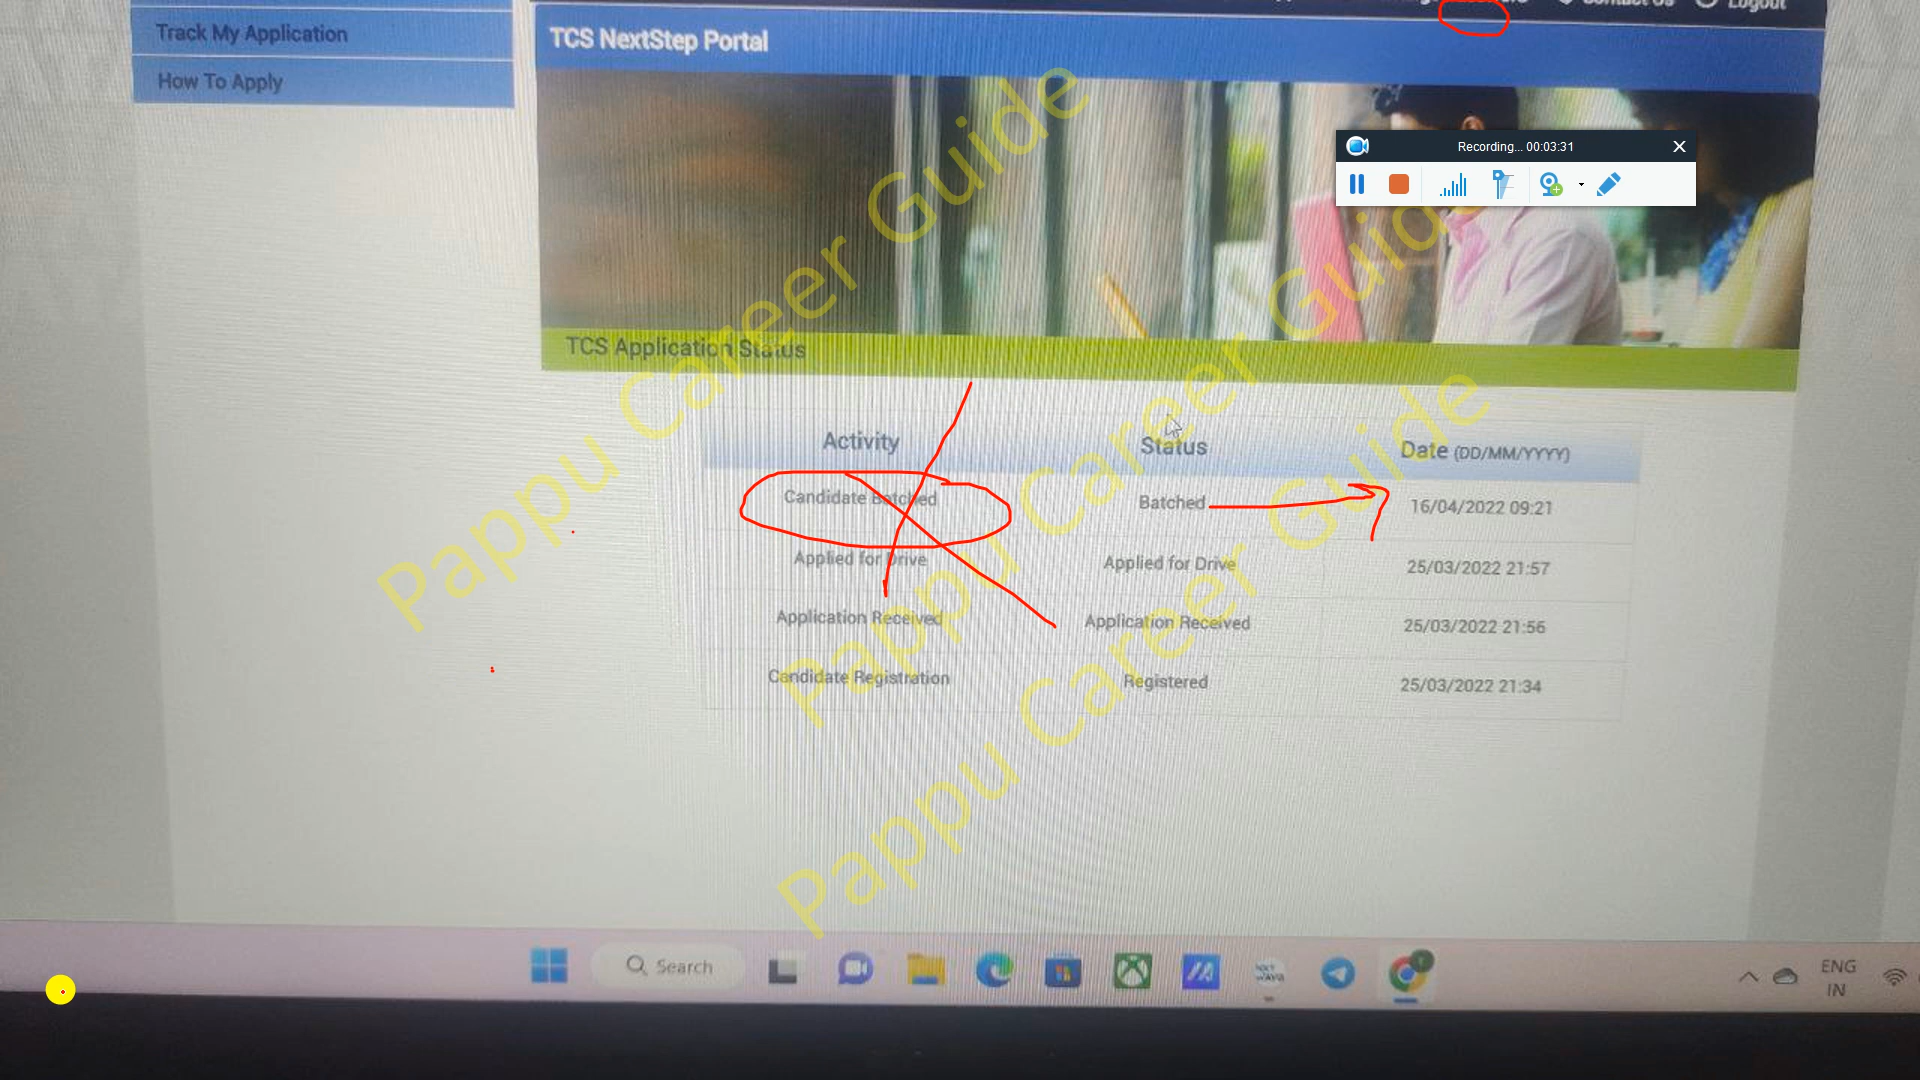 Logout
Track My Application
TCS NextStep Portal
How To Apply
Recording... 00:03:31
TCS Application Status
Activity Status Date (DD/MM/YYYY)
Candidate Batched Batched 16/04/2022 09:21
Applied for Drive Applied for Drive 25/03/2022 21:57
Application Received Application Received 25/03/2022 21:56
Candidate Registration Registered 25/03/2022 21:34
Pappu Career Guide
Pappu Career Guide
Pappu Career Guide
Search
ENG
IN